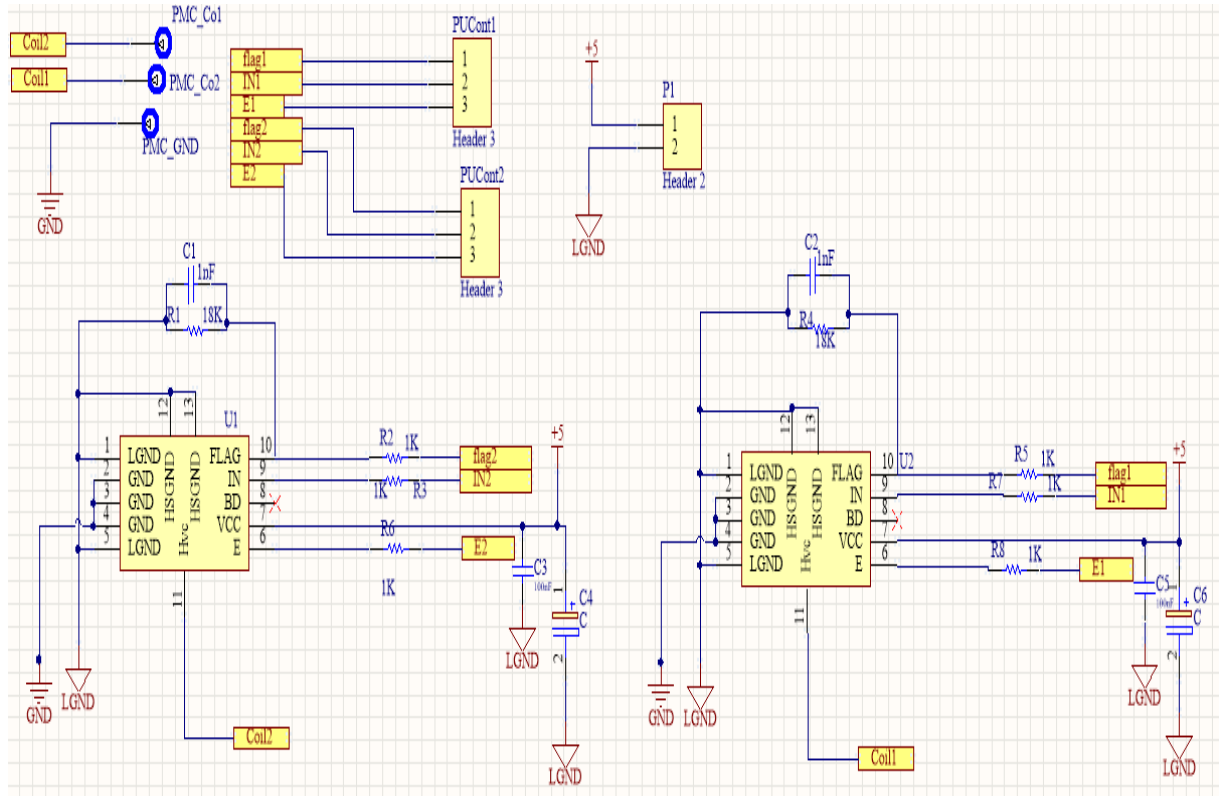 PMC_Co1
Coil2
Coil1
PMC_Co2
PMC_GND
GND
flag1
IN1
E1
flag2
IN2
E2
PUCont1
1
2
3
Header 3
PUCont2
1
2
3
Header 3
+5
P1
1
2
Header 2
LGND
C1
1nF
R1
18K
12
13
U1
1
2
3
4
5
LGND
GND
GND
GND
LGND
HSGND
HSGND
Hvc
FLAG
IN
BD
VCC
E
10
9
8
7
6
11
R2
1K
flag2
1K
R3
IN2
R6
1K
E2
+5
C3
100nF
1
+
C4
C
2
LGND
LGND
GND
LGND
Coil2
C2
1nF
R4
18K
12
13
U2
1
2
3
4
5
LGND
GND
GND
GND
LGND
HSGND
HSGND
Hvc
FLAG
IN
BD
VCC
E
10
9
8
7
6
11
R5
1K
flag1
R7
1K
IN1
R8
1K
E1
+5
C5
100nF
1
+
C6
C
2
LGND
LGND
GND
LGND
Coil1